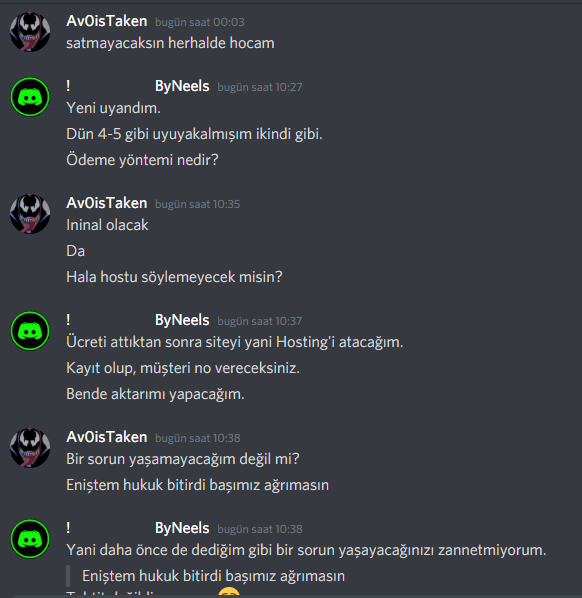 Av0isTaken bugün saat 00:03
satmayacaksın herhalde hocam
! ByNeels bugün saat 10:27
Yeni uyandım.
Dün 4-5 gibi uyuyakalmışım ikindi gibi.
Ödeme yöntemi nedir?
Av0isTaken bugün saat 10:35
Ininal olacak
Da
Hala hostu söylemeyecek misin?
! ByNeels bugün saat 10:37
Ücreti attıktan sonra siteyi yani Hosting'i atacağım.
Kayıt olup, müşteri no vereceksiniz.
Bende aktarımı yapacağım.
Av0isTaken bugün saat 10:38
Bir sorun yaşamayacağım değil mi?
Eniştem hukuk bitirdi başımız ağrımasın
! ByNeels bugün saat 10:38
Yani daha önce de dediğim gibi bir sorun yaşayacağınızı zannetmiyorum.
Eniştem hukuk bitirdi başımız ağrımasın